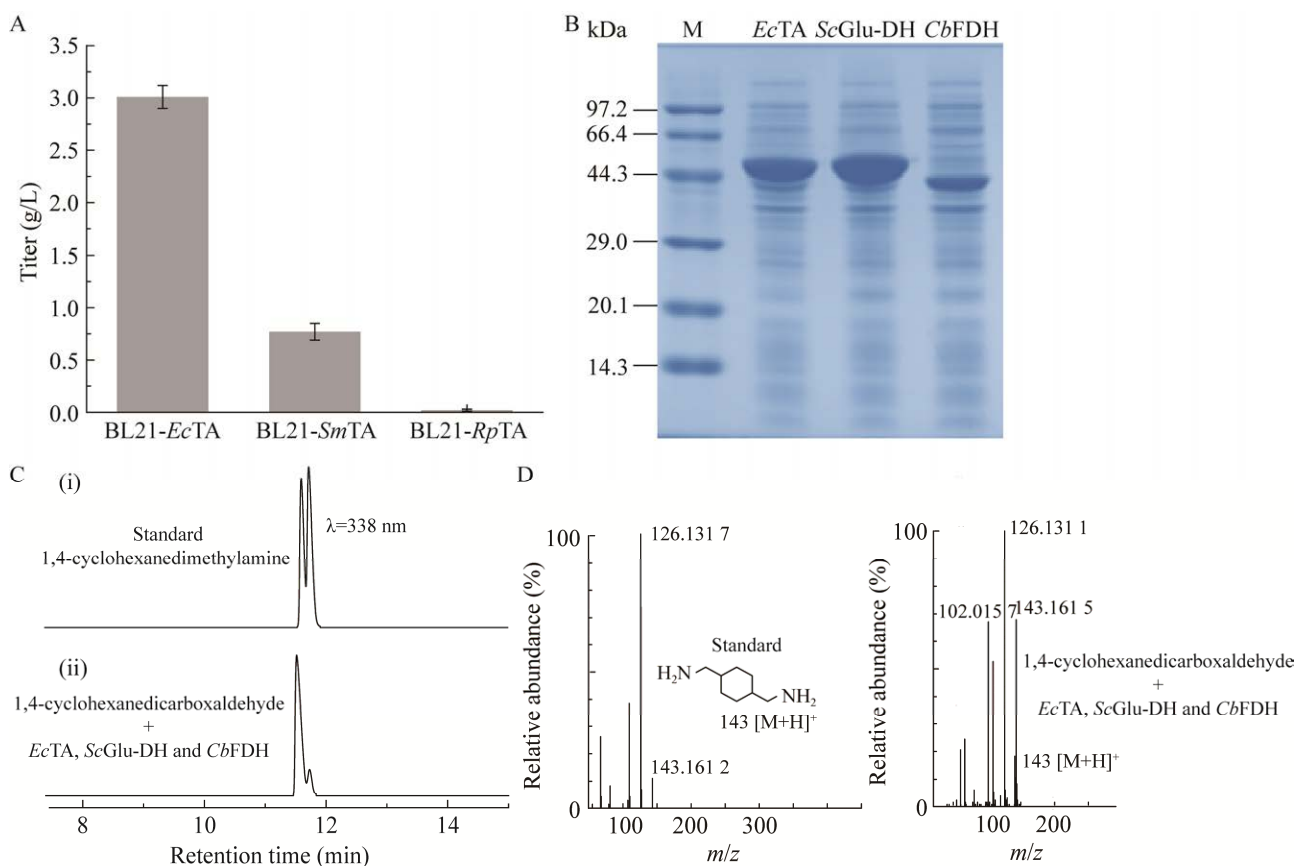 A
3.5
3.0
2.5
2.0
1.5
1.0
0.5
0.0
Titer (g/L)
BL21-EcTA BL21-SmTA BL21-RpTA
B kDa M EcTA ScGlu-DH CbFDH
97.2
66.4
44.3
29.0
20.1
14.3
C
(i)
Standard
1,4-cyclohexanedimethylamine
λ=338 nm
(ii)
1,4-cyclohexanedicarboxaldehyde
+
EcTA, ScGlu-DH and CbFDH
8 10 12 14
Retention time (min)
D
100
0
Relative abundance (%)
126.131 7
Standard
H₂N
NH₂
143 [M+H]⁺
143.161 2
100 200 300
m/z
100
0
Relative abundance (%)
126.131 1
102.015 7
143.161 5
1,4-cyclohexanedicarboxaldehyde
+
EcTA, ScGlu-DH and CbFDH
143 [M+H]⁺
100 200
m/z